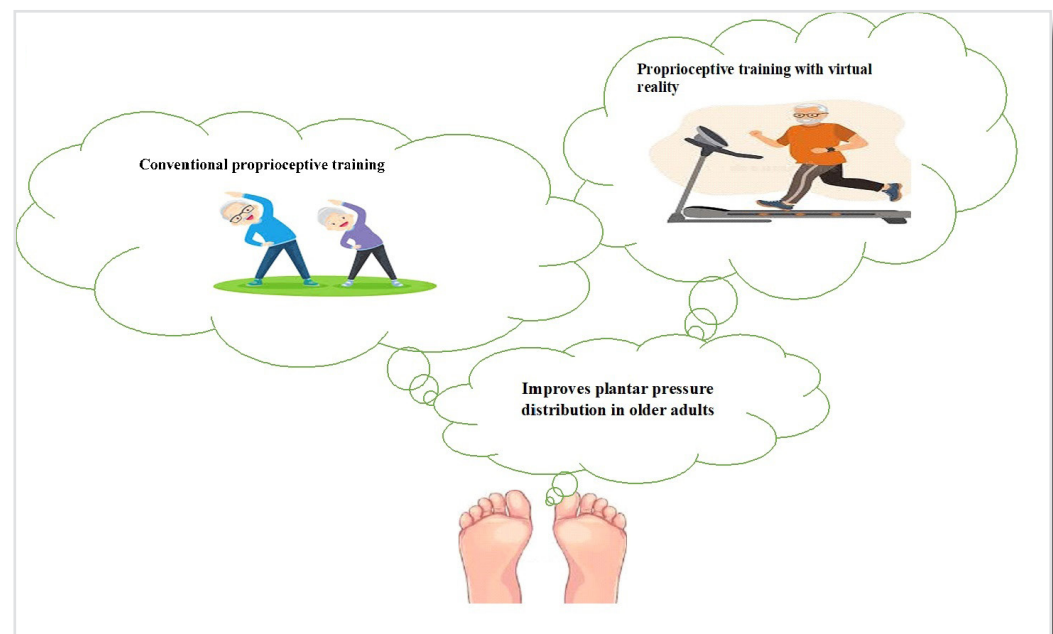 Proprioceptive training with virtual
reality
Conventional proprioceptive training
Improves plantar pressure
distribution in older adults